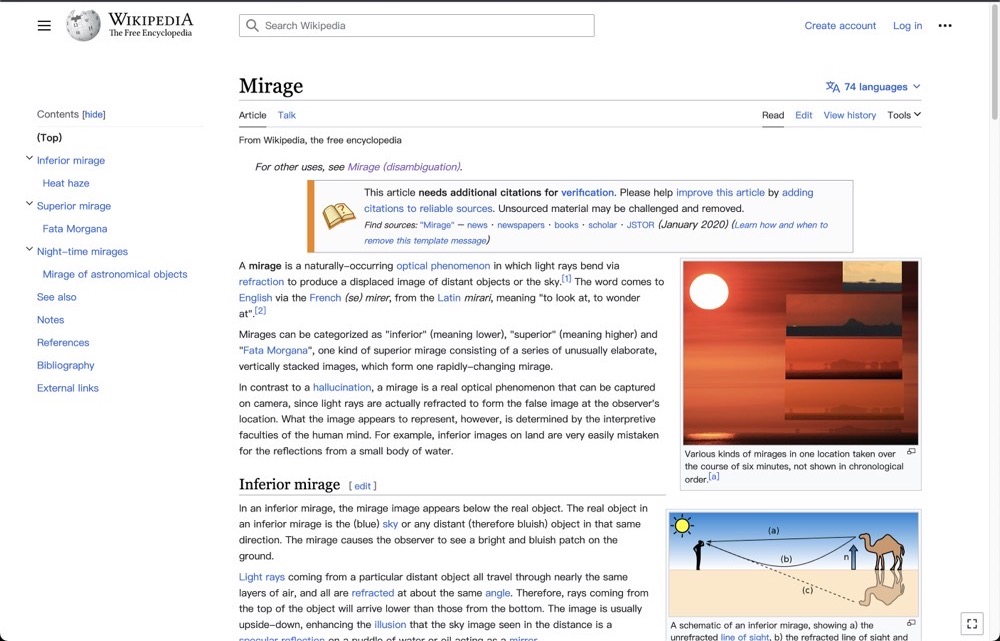 WIKIPEDIA
The Free Encyclopedia
Search Wikipedia
Create account
Log in
Mirage
74 languages
Article
Talk
Read
Edit
View history
Tools
From Wikipedia, the free encyclopedia
For other uses, see Mirage (disambiguation).
This article needs additional citations for verification. Please help improve this article by adding
citations to reliable sources. Unsourced material may be challenged and removed.
Find sources: "Mirage" – news · newspapers · books · scholar · JSTOR (January 2020) (Learn how and when to
remove this template message)
Contents [hide]
(Top)
Inferior mirage
Heat haze
Superior mirage
Fata Morgana
Night-time mirages
Mirage of astronomical objects
See also
Notes
References
Bibliography
External links
A mirage is a naturally-occurring optical phenomenon in which light rays bend via
refraction to produce a displaced image of distant objects or the sky.[1] The word comes to
English via the French (se) mirer, from the Latin mirari, meaning "to look at, to wonder
at".[2]
Mirages can be categorized as "inferior" (meaning lower), "superior" (meaning higher) and
"Fata Morgana", one kind of superior mirage consisting of a series of unusually elaborate,
vertically stacked images, which form one rapidly-changing mirage.
In contrast to a hallucination, a mirage is a real optical phenomenon that can be captured
on camera, since light rays are actually refracted to form the false image at the observer's
location. What the image appears to represent, however, is determined by the interpretive
faculties of the human mind. For example, inferior images on land are very easily mistaken
for the reflections from a small body of water.
Various kinds of mirages in one location taken over
the course of six minutes, not shown in chronological
order.[a]
Inferior mirage [ edit ]
In an inferior mirage, the mirage image appears below the real object. The real object in
an inferior mirage is the (blue) sky or any distant (therefore bluish) object in that same
direction. The mirage causes the observer to see a bright and bluish patch on the
ground.
Light rays coming from a particular distant object all travel through nearly the same
layers of air, and all are refracted at about the same angle. Therefore, rays coming from
the top of the object will arrive lower than those from the bottom. The image is usually
upside-down, enhancing the illusion that the sky image seen in the distance is a
specular reflection on a puddle of water or oil acting as a mirror.
(a)
(b)
n
(c)
A schematic of an inferior mirage, showing a) the
unrefracted line of sight, b) the refracted line of sight and